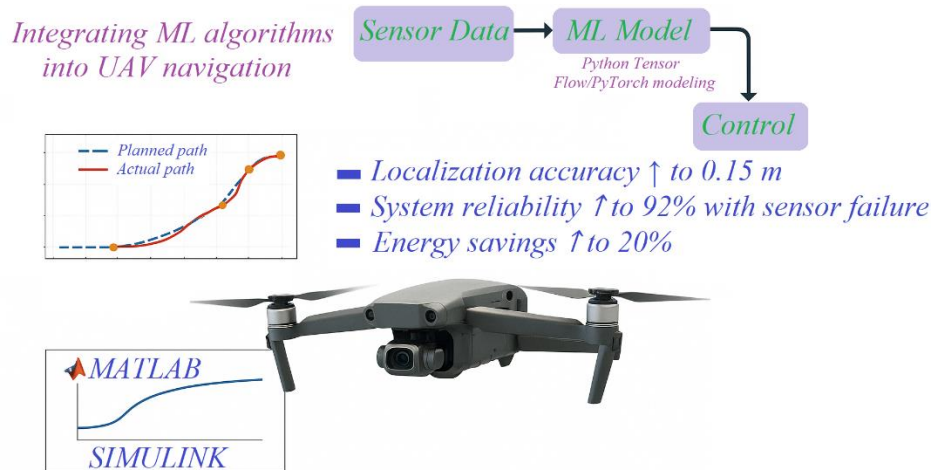 Integrating ML algorithms
into UAV navigation
Sensor Data
ML Model
Python Tensor
Flow/PyTorch modeling
Control
Planned path
Actual path
Localization accuracy ↑ to 0.15 m
System reliability ↑ to 92% with sensor failure
Energy savings ↑ to 20%
MATLAB
SIMULINK